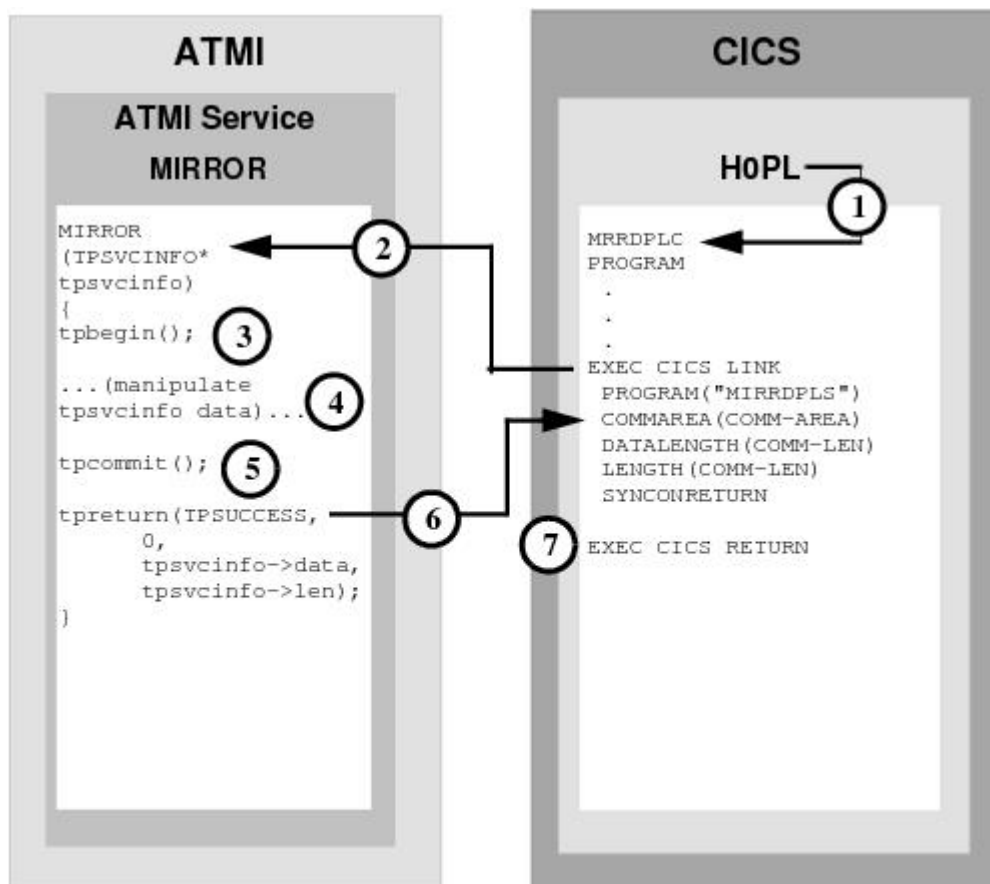 ATMI
ATMI Service
MIRROR
MIRROR
(TPSVCINFO*
tpsvcinfo)
{
tpbegin();
3
...(manipulate
tpsvcinfo data)...
4
tpcommit();
5
tpreturn(TPSUCCESS,
0,
tpsvcinfo->data,
tpsvcinfo->len);
}
2
6
CICS
H0PL
1
MRRDPLC
PROGRAM
.
.
.
EXEC CICS LINK
PROGRAM("MIRRDPLS")
COMMAREA(COMM-AREA)
DATALENGTH(COMM-LEN)
LENGTH(COMM-LEN)
SYNCONRETURN
7
EXEC CICS RETURN